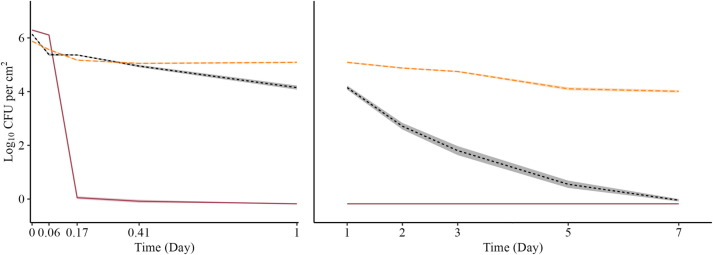 Log10 CFU per cm2
6
4
2
0
0 0.06 0.17 0.41 1
1 2 3 5 7
Time (Day)
Time (Day)